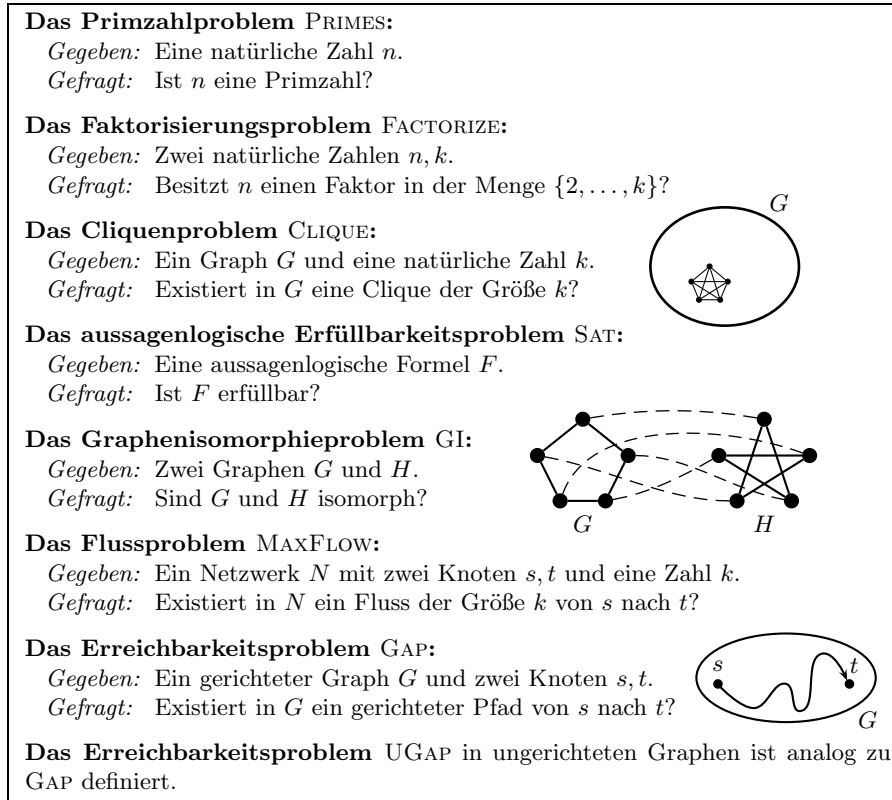 Das Primzahlproblem PRIMES:
Gegeben: Eine natürliche Zahl n.
Gefragt: Ist n eine Primzahl?
Das Faktorisierungsproblem FACTORIZE:
Gegeben: Zwei natürliche Zahlen n, k.
Gefragt: Besitzt n einen Faktor in der Menge {2, . . . , k}?
G
Das Cliquenproblem CLIQUE:
Gegeben: Ein Graph G und eine natürliche Zahl k.
Gefragt: Existiert in G eine Clique der Größe k?
Das aussagenlogische Erfüllbarkeitsproblem SAT:
Gegeben: Eine aussagenlogische Formel F.
Gefragt: Ist F erfüllbar?
Das Graphenisomorphieproblem GI:
Gegeben: Zwei Graphen G und H.
Gefragt: Sind G und H isomorph?
G H
Das Flussproblem MAXFLOW:
Gegeben: Ein Netzwerk N mit zwei Knoten s, t und eine Zahl k.
Gefragt: Existiert in N ein Fluss der Größe k von s nach t?
Das Erreichbarkeitsproblem GAP:
Gegeben: Ein gerichteter Graph G und zwei Knoten s, t.
Gefragt: Existiert in G ein gerichteter Pfad von s nach t?
s t
G
Das Erreichbarkeitsproblem UGAP in ungerichteten Graphen ist analog zu
GAP definiert.